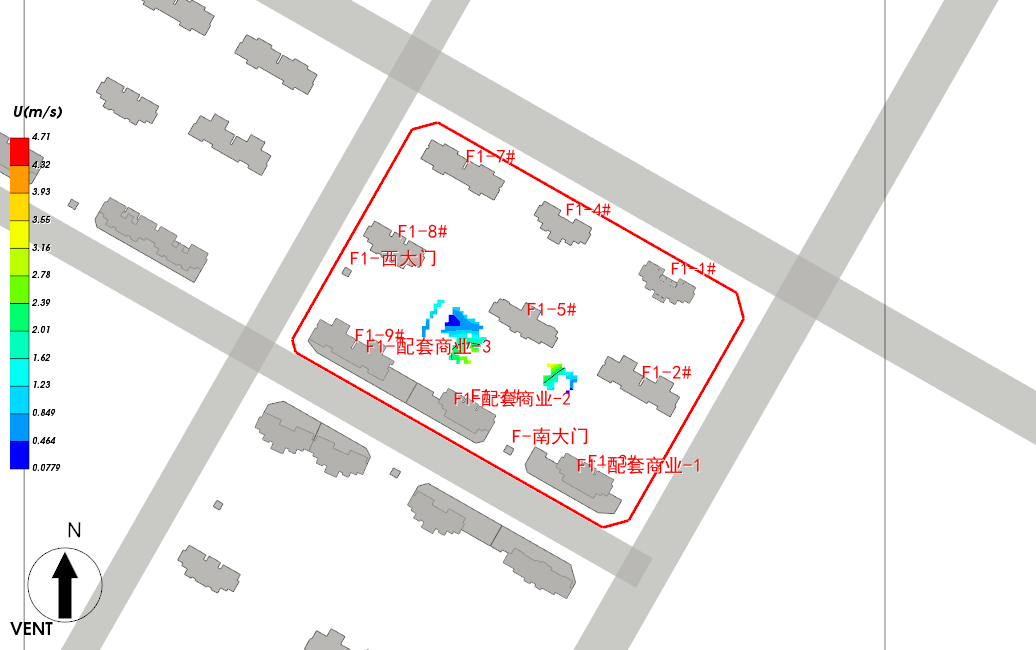 U(m/s)
4.71
4.32
3.93
3.55
3.16
2.78
2.39
2.01
1.62
1.23
0.849
0.464
0.0779
F1-7#
F1-4#
F1-8#
F1-西大门
F1-1#
F1-5#
F1-9#
F1-配套商业-3
F1-2#
F1-配套商业-2
F-南大门
F1-配套商业-1
N
VENT